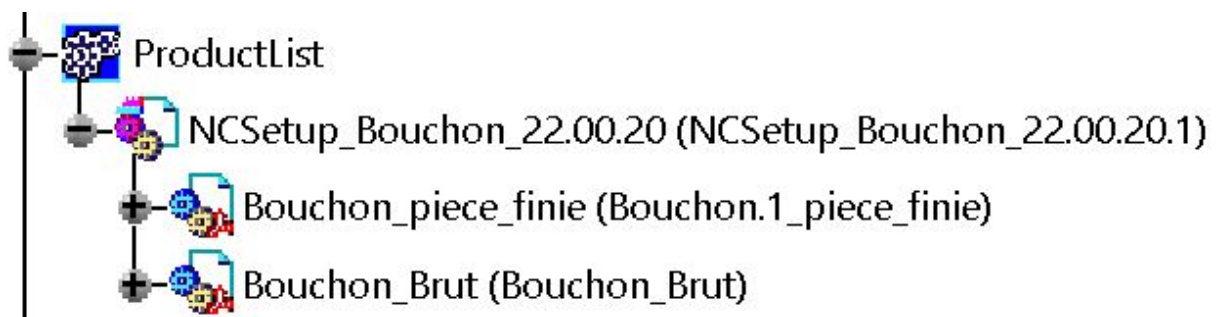 ProductList
NCSetup_Bouchon_22.00.20 (NCSetup_Bouchon_22.00.20.1)
Bouchon_piece_finie (Bouchon.1_piece_finie)
Bouchon_Brut (Bouchon_Brut)